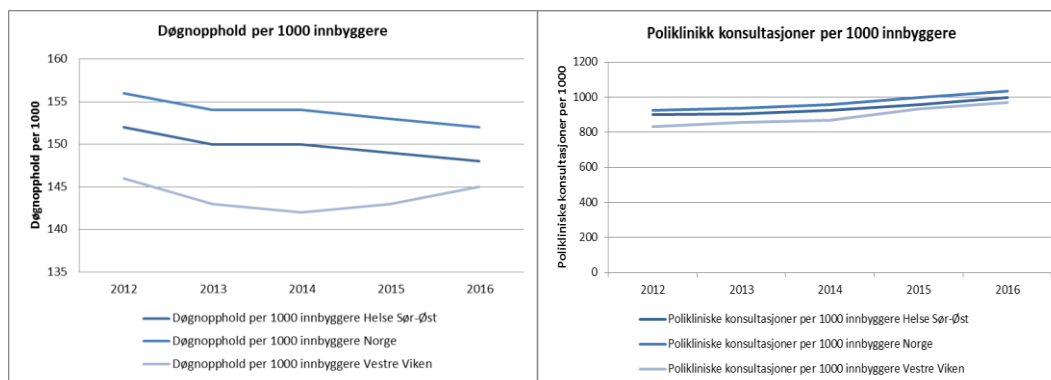 Døgnopphold per 1000 innbyggere
Døgnopphold per 1000
160
155
150
145
140
135
2012 2013 2014 2015 2016
Døgnopphold per 1000 innbyggere Helse Sør-Øst
Døgnopphold per 1000 innbyggere Norge
Døgnopphold per 1000 innbyggere Vestre Viken
Poliklinikk konsultasjoner per 1000 innbyggere
Polikliniske konsultasjoner per 1000
1200
1000
800
600
400
200
0
2012 2013 2014 2015 2016
Polikliniske konsultasjoner per 1000 innbyggere Helse Sør-Øst
Polikliniske konsultasjoner per 1000 innbyggere Norge
Polikliniske konsultasjoner per 1000 innbyggere Vestre Viken